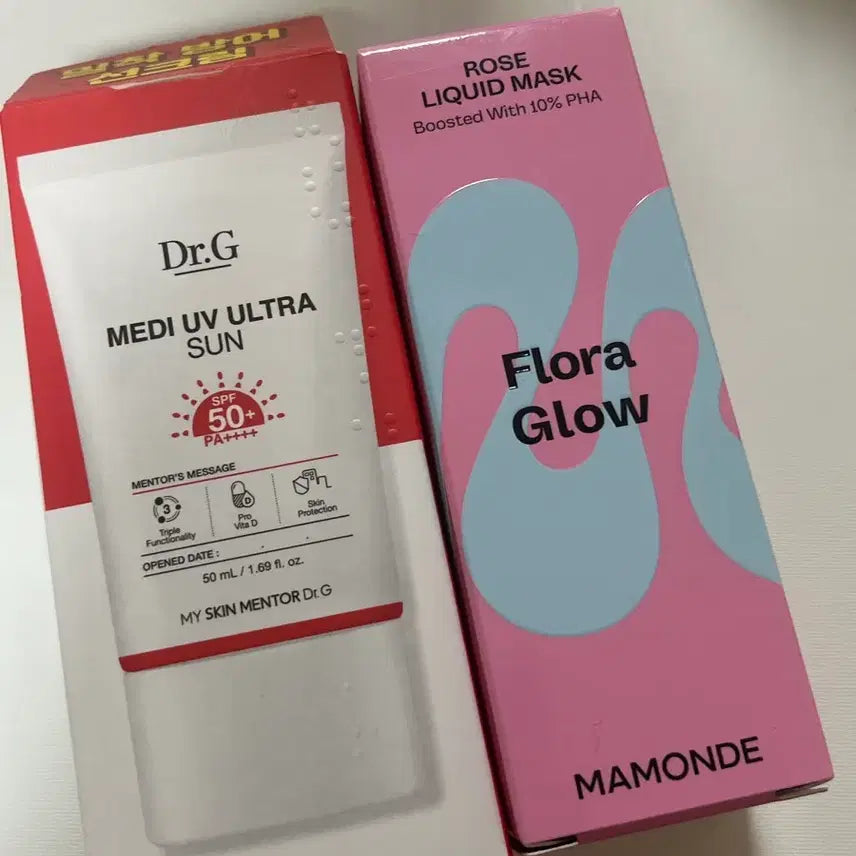 Dr.G
MEDI UV ULTRA
SUN
SPF
50+
PA++++
MENTOR'S MESSAGE
3
Triple
Functionality
D
Pro
Vita D
Skin
Protection
OPENED DATE : . .
50 mL / 1.69 fl. oz.
MY SKIN MENTOR Dr.G
ROSE
LIQUID MASK
Boosted With 10% PHA
Flora
Glow
MAMONDE